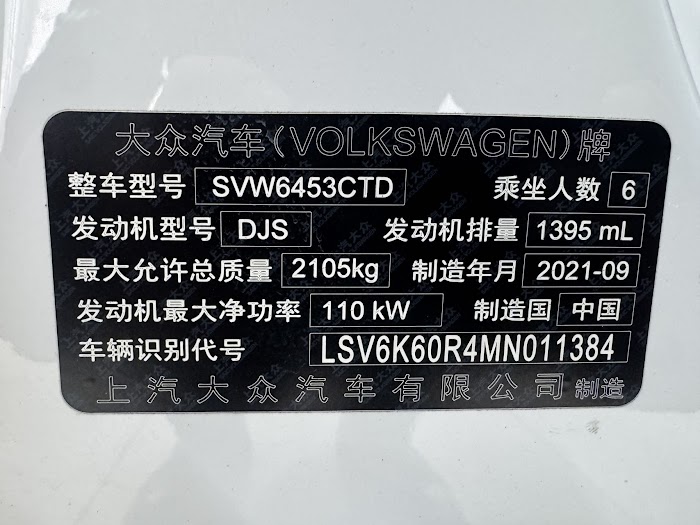 大众汽车(VOLKSWAGEN)牌
整车型号 SVW6453CTD 乘坐人数 6
发动机型号 DJS 发动机排量 1395 mL
最大允许总质量 2105kg 制造年月 2021-09
发动机最大净功率 110 kW 制造国 中国
车辆识别代号 LSV6K60R4MN011384
上汽大众汽车有限公司 制造